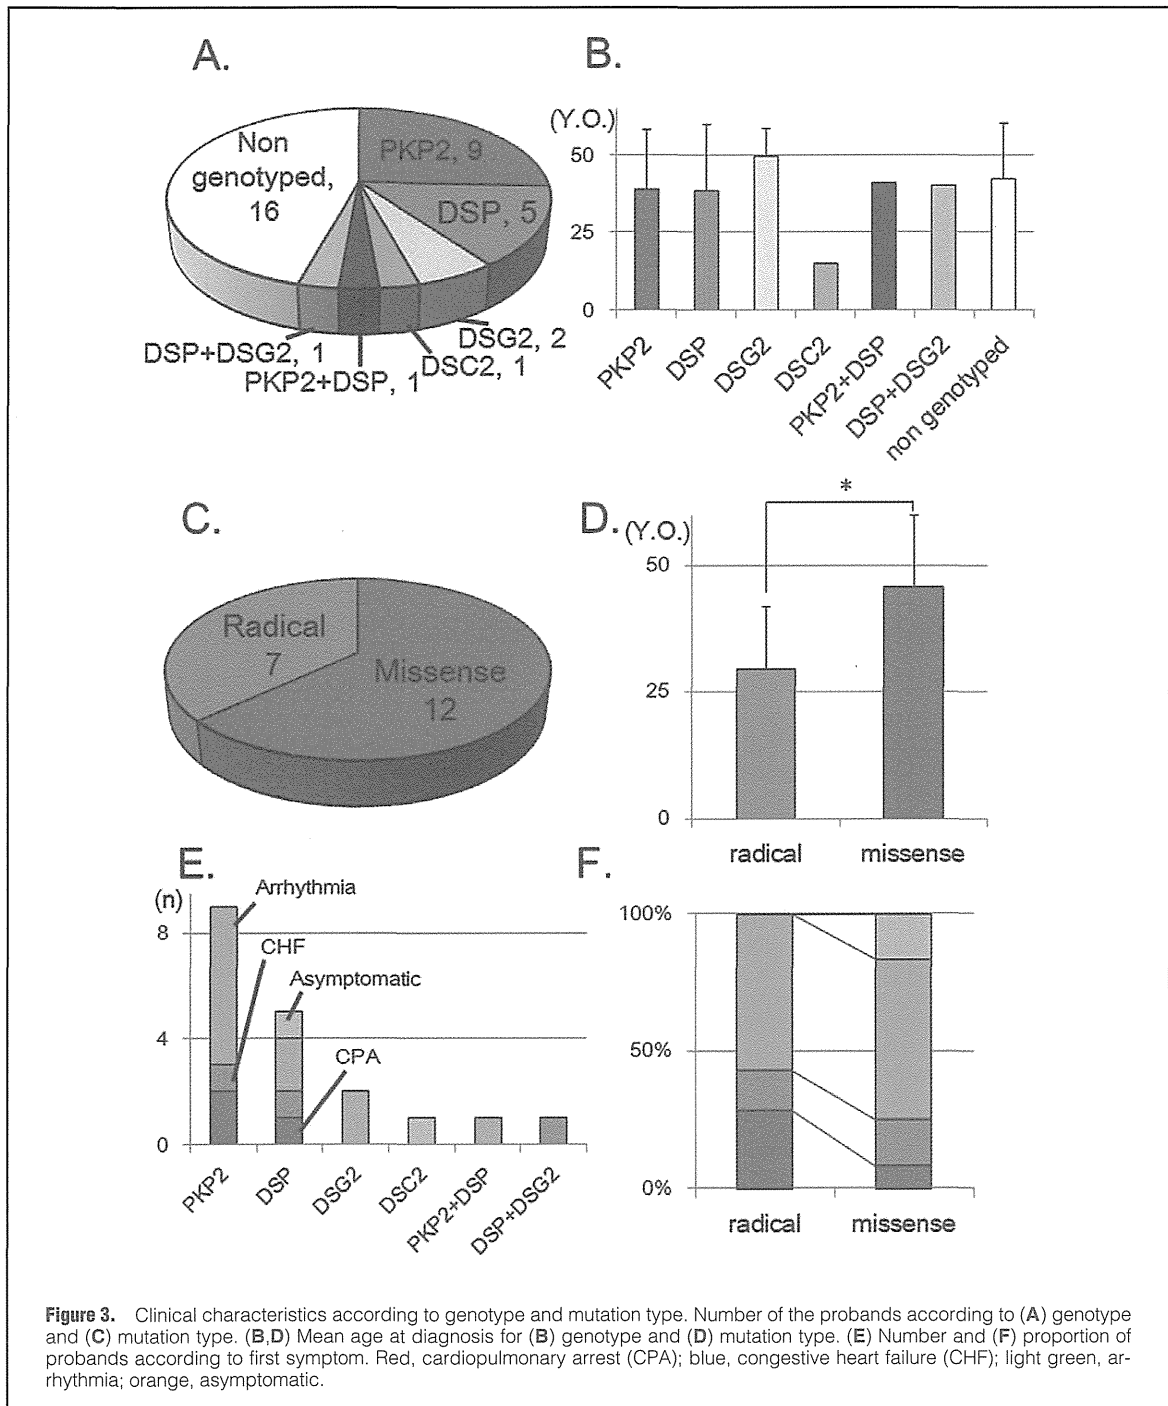 A.
Non
genotyped,
16
PKP2, 9
DSP, 5
DSG2, 2
DSC2, 1
PKP2+DSP, 1
DSP+DSG2, 1
B.
(Y.O.)
50
25
0
PKP2
DSP
DSG2
DSC2
PKP2+DSP
DSP+DSG2
non genotyped
C.
Radical
7
Missense
12
D.
(Y.O.)
*
50
25
0
radical
missense
E.
(n)
8
4
0
Arrhythmia
CHF
Asymptomatic
CPA
PKP2
DSP
DSG2
DSC2
PKP2+DSP
DSP+DSG2
F.
100%
50%
0%
radical
missense
Figure 3. Clinical characteristics according to genotype and mutation type. Number of the probands according to (A) genotype
and (C) mutation type. (B,D) Mean age at diagnosis for (B) genotype and (D) mutation type. (E) Number and (F) proportion of
probands according to first symptom. Red, cardiopulmonary arrest (CPA); blue, congestive heart failure (CHF); light green, ar-
rhythmia; orange, asymptomatic.